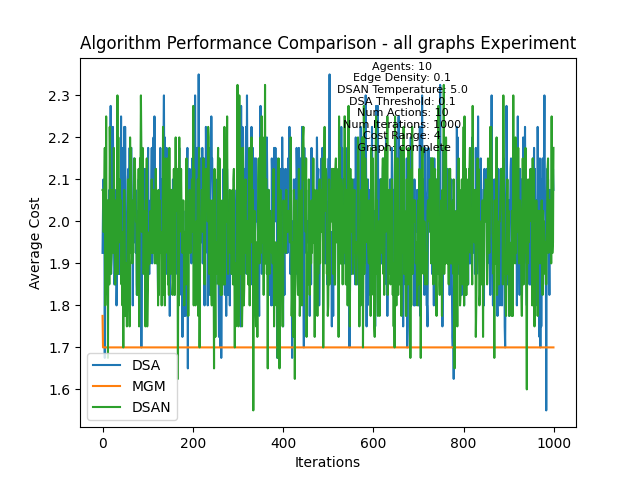 Algorithm Performance Comparison - all graphs Experiment
Agents: 10
Edge Density: 0.1
DSAN Temperature: 5.0
DSA Threshold: 0.1
Num Actions: 10
Num Iterations: 1000
Cost Range: 4
Graph: complete
Average Cost
2.3
2.2
2.1
2.0
1.9
1.8
1.7
1.6
DSA
MGM
DSAN
0 200 400 600 800 1000
Iterations